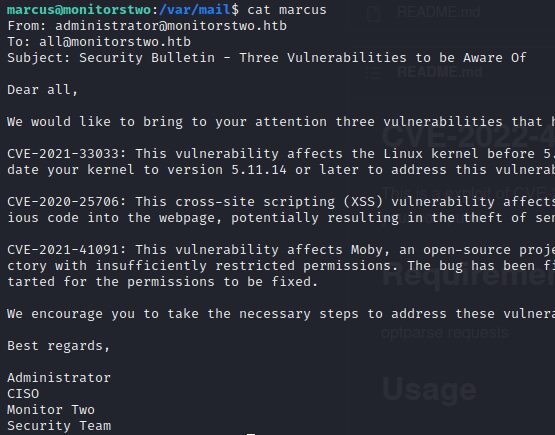 README.md
marcus@monitorstwo:/var/mail$ cat marcus
From: administrator@monitorstwo.htb
To: all@monitorstwo.htb
Subject: Security Bulletin - Three Vulnerabilities to be Aware Of
README.md
Dear all,
We would like to bring to your attention three vulnerabilities that h
CVE-2022-4
CVE-2021-33033: This vulnerability affects the Linux kernel before 5.
date your kernel to version 5.11.14 or later to address this vulnerab
This is a exploit of CVE-
CVE-2020-25706: This cross-site scripting (XSS) vulnerability affects
ious code into the webpage, potentially resulting in the theft of sen
CVE-2021-41091: This vulnerability affects Moby, an open-source proje
ctory with insufficiently restricted permissions. The bug has been fi
Requiremen
tarted for the permissions to be fixed.
We encourage you to take the necessary steps to address these vulnera
optparse requests
Best regards,
Administrator
Usage
CISO
Monitor Two
Security Team